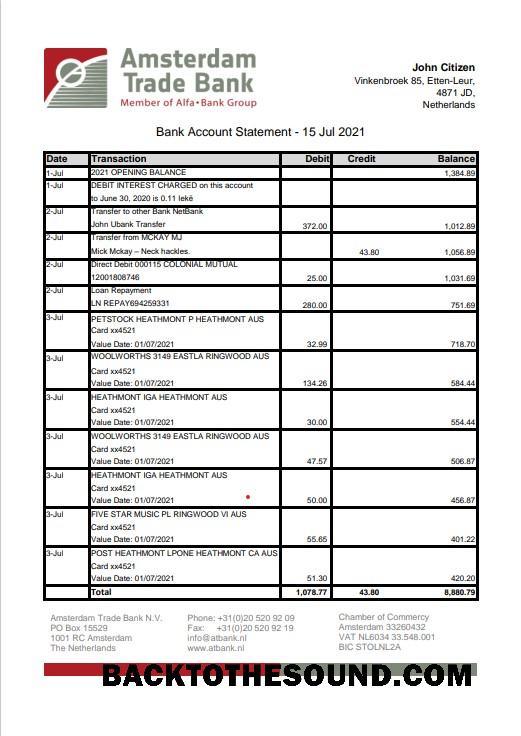 Amsterdam
Trade Bank
Member of Alfa•Bank Group
John Citizen
Vinkenbroek 85, Etten-Leur,
4871 JD,
Netherlands
Bank Account Statement - 15 Jul 2021
Date Transaction Debit Credit Balance
1-Jul 2021 OPENING BALANCE 1,384.89
1-Jul DEBIT INTEREST CHARGED on this account
to June 30, 2020 is 0.11 lekë
2-Jul Transfer to other Bank NetBank
John Ubank Transfer 372.00 1,012.89
2-Jul Transfer from MCKAY MJ
Mick Mckay – Neck hackles. 43.80 1,056.89
2-Jul Direct Debit 000115 COLONIAL MUTUAL
12001808746 25.00 1,031.69
2-Jul Loan Repayment
LN REPAY694259331 280.00 751.69
3-Jul PETSTOCK HEATHMONT P HEATHMONT AUS
Card xx4521
Value Date: 01/07/2021 32.99 718.70
3-Jul WOOLWORTHS 3149 EASTLA RINGWOOD AUS
Card xx4521
Value Date: 01/07/2021 134.26 584.44
3-Jul HEATHMONT IGA HEATHMONT AUS
Card xx4521
Value Date: 01/07/2021 30.00 554.44
3-Jul WOOLWORTHS 3149 EASTLA RINGWOOD AUS
Card xx4521
Value Date: 01/07/2021 47.57 506.87
3-Jul HEATHMONT IGA HEATHMONT AUS
Card xx4521
Value Date: 01/07/2021 50.00 456.87
3-Jul FIVE STAR MUSIC PL RINGWOOD VI AUS
Card xx4521
Value Date: 01/07/2021 55.65 401.22
3-Jul POST HEATHMONT LPONE HEATHMONT CA AUS
Card xx4521
Value Date: 01/07/2021 51.30 420.20
Total 1,078.77 43.80 8,880.79
Amsterdam Trade Bank N.V.
PO Box 15529
1001 RC Amsterdam
The Netherlands
Phone: +31(0)20 520 92 09
Fax: +31(0)20 520 92 19
info@atbank.nl
www.atbank.nl
Chamber of Commerce
Amsterdam 33260432
VAT NL6034 33.548.001
BIC STOLNL2A
BACKTOTHESOUND.COM